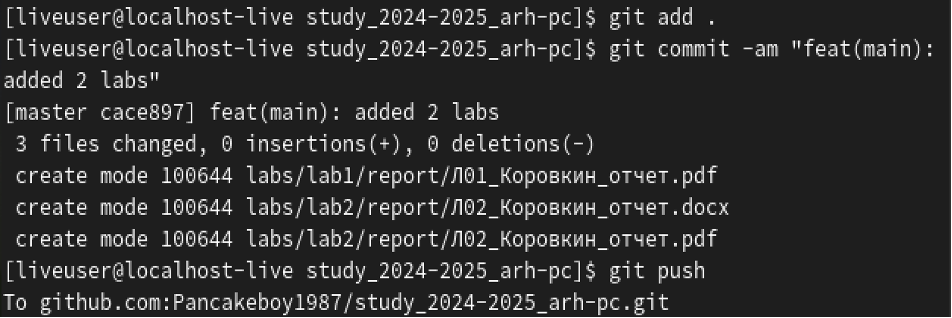 [liveuser@localhost-live study_2024-2025_arh-pc]$ git add .
[liveuser@localhost-live study_2024-2025_arh-pc]$ git commit -am "feat(main):
added 2 labs"
[master cace897] feat(main): added 2 labs
 3 files changed, 0 insertions(+), 0 deletions(-)
 create mode 100644 labs/lab1/report/Л01_Коровкин_отчет.pdf
 create mode 100644 labs/lab2/report/Л02_Коровкин_отчет.docx
 create mode 100644 labs/lab2/report/Л02_Коровкин_отчет.pdf
[liveuser@localhost-live study_2024-2025_arh-pc]$ git push
To github.com:Pancakeboy1987/study_2024-2025_arh-pc.git